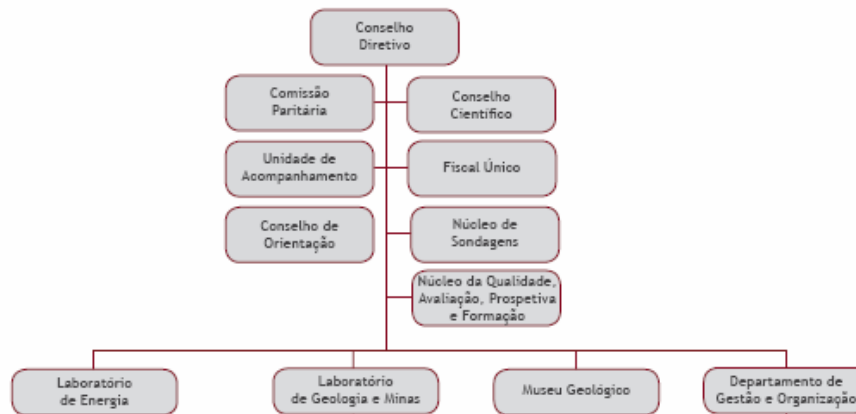 Conselho
Diretivo
Comissão
Paritária
Conselho
Científico
Unidade de
Acompanhamento
Fiscal Único
Conselho de
Orientação
Núcleo de
Sondagens
Núcleo da Qualidade,
Avaliação, Prospetiva
e Formação
Laboratório
de Energia
Laboratório
de Geologia e Minas
Museu Geológico
Departamento de
Gestão e Organização